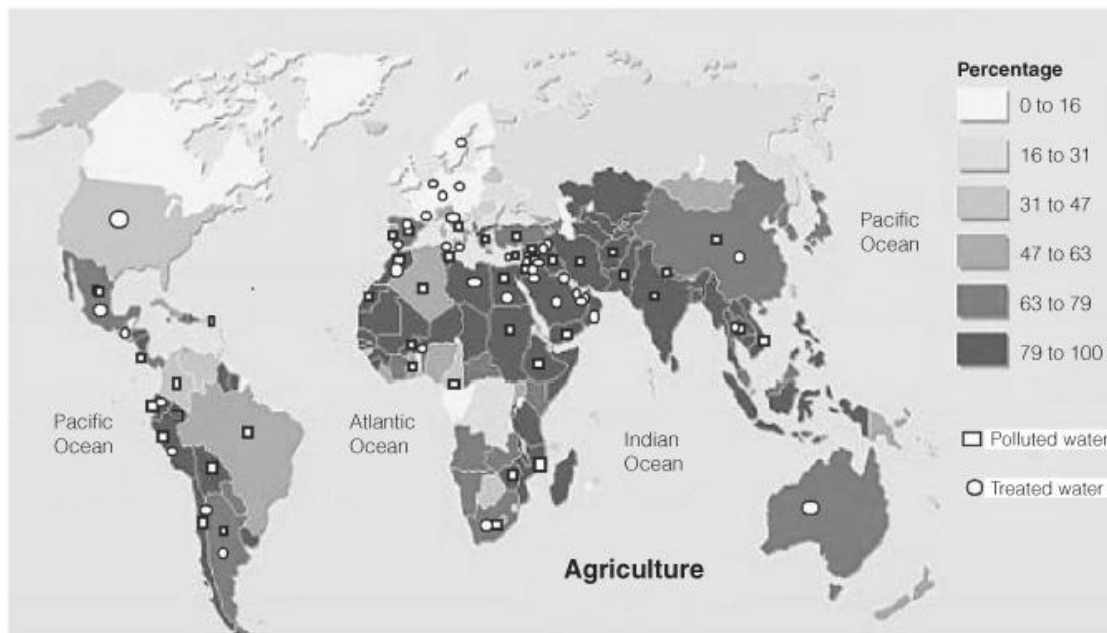 Percentage
0 to 16
16 to 31
31 to 47
47 to 63
63 to 79
79 to 100
Pacific
Ocean
Pacific
Ocean
Atlantic
Ocean
Indian
Ocean
Polluted water
Treated water
Agriculture